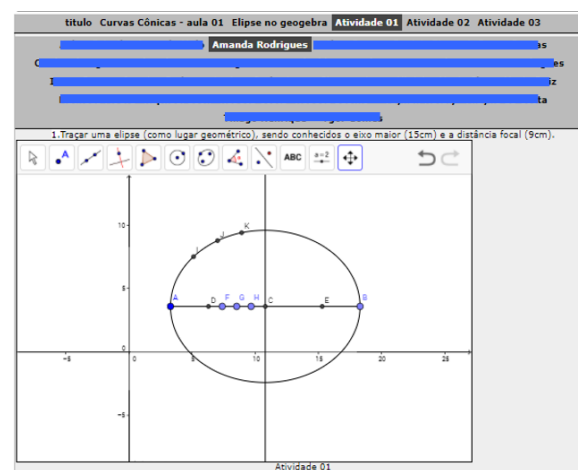 titulo Curvas Cônicas - aula 01 Elipse no geogebra Atividade 01 Atividade 02 Atividade 03
Amanda Rodrigues
1.Traçar uma elipse (como lugar geométrico), sendo conhecidos o eixo maior (15cm) e a distância focal (9cm).
ABC a=2
K
J
I
10
5
A D F G H C E B
0
-5 0 5 10 15 20 25
-5
Atividade 01